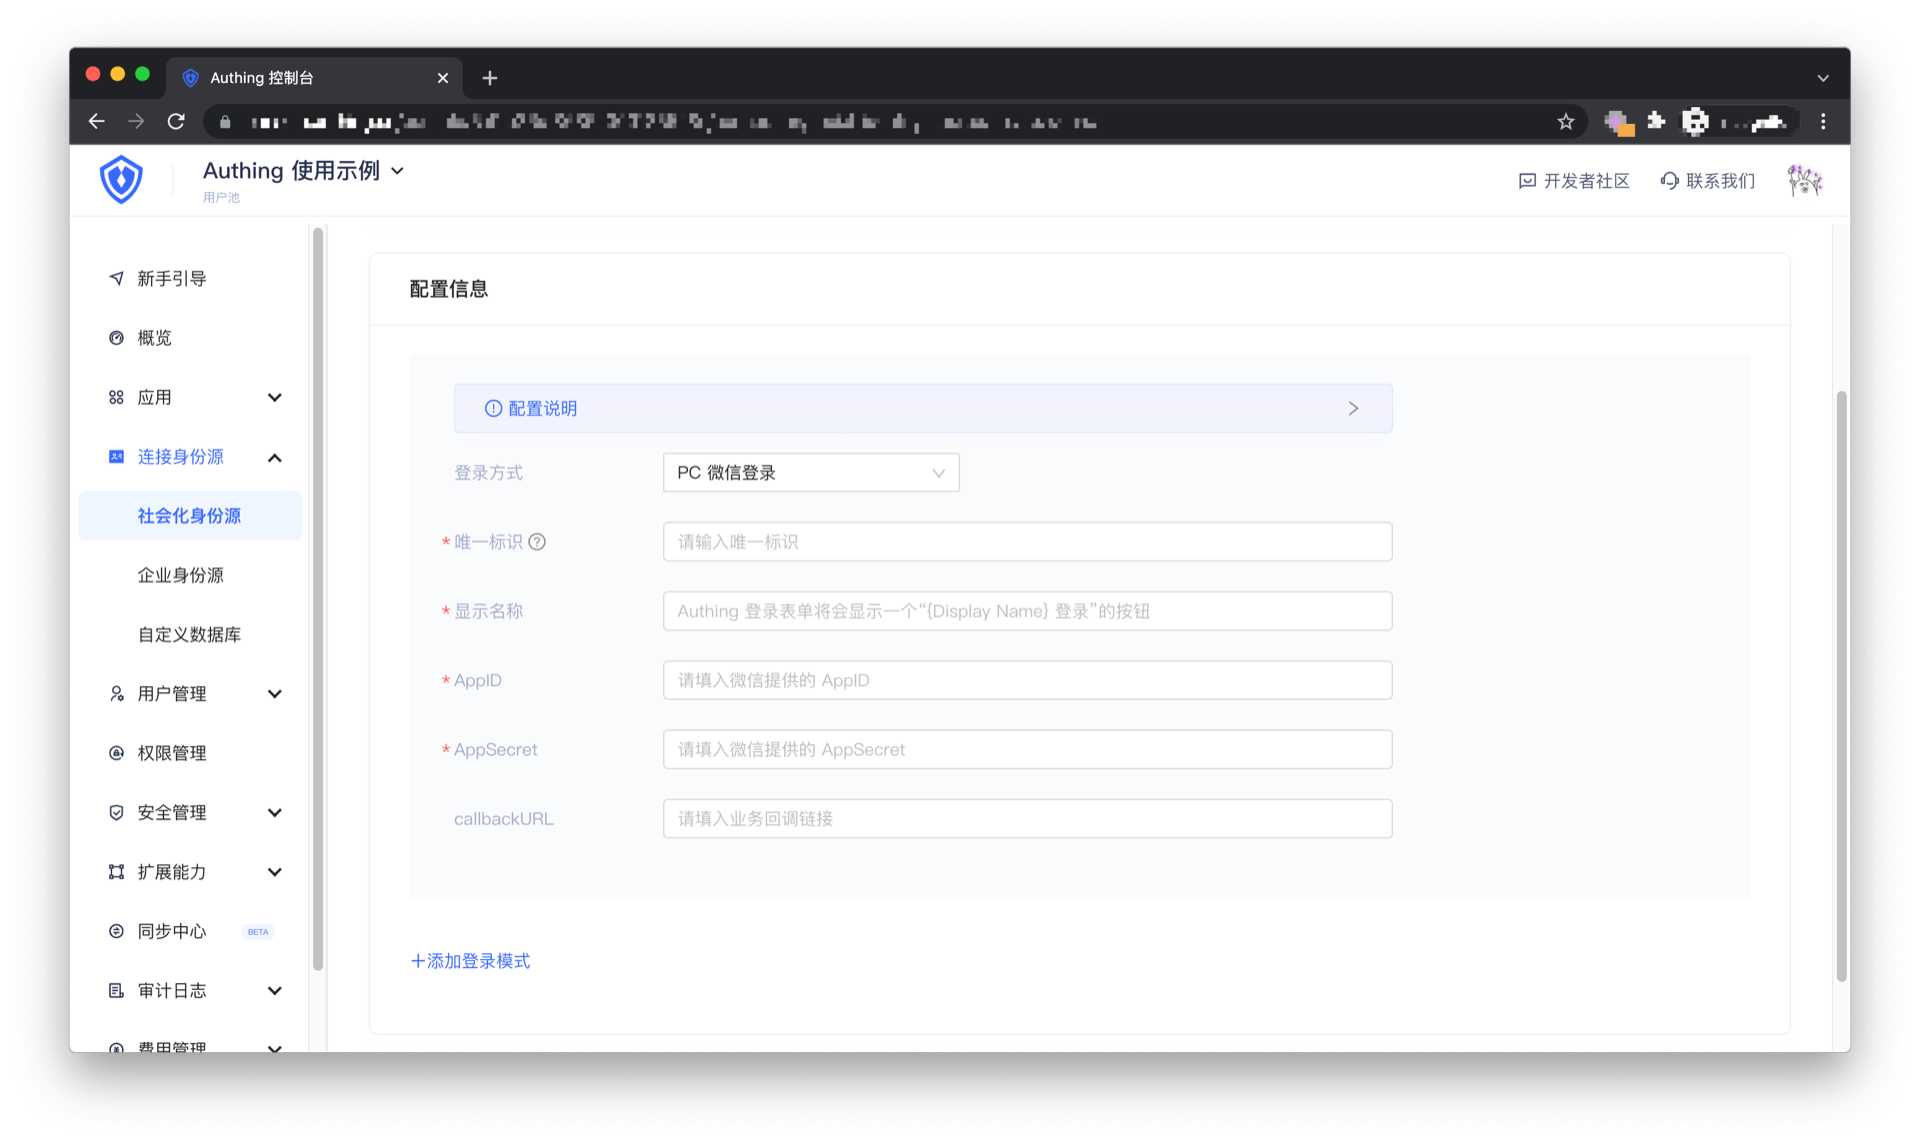 Authing 控制台
Authing 使用示例
用户池
开发者社区
联系我们
新手引导
概览
应用
连接身份源
社会化身份源
企业身份源
自定义数据库
用户管理
权限管理
安全管理
扩展能力
同步中心 BETA
审计日志
费用管理
配置信息
配置说明
登录方式 PC 微信登录
* 唯一标识 请输入唯一标识
* 显示名称 Authing 登录表单将会显示一个“{Display Name} 登录”的按钮
* AppID 请填入微信提供的 AppID
* AppSecret 请填入微信提供的 AppSecret
callbackURL 请填入业务回调链接
+添加登录模式